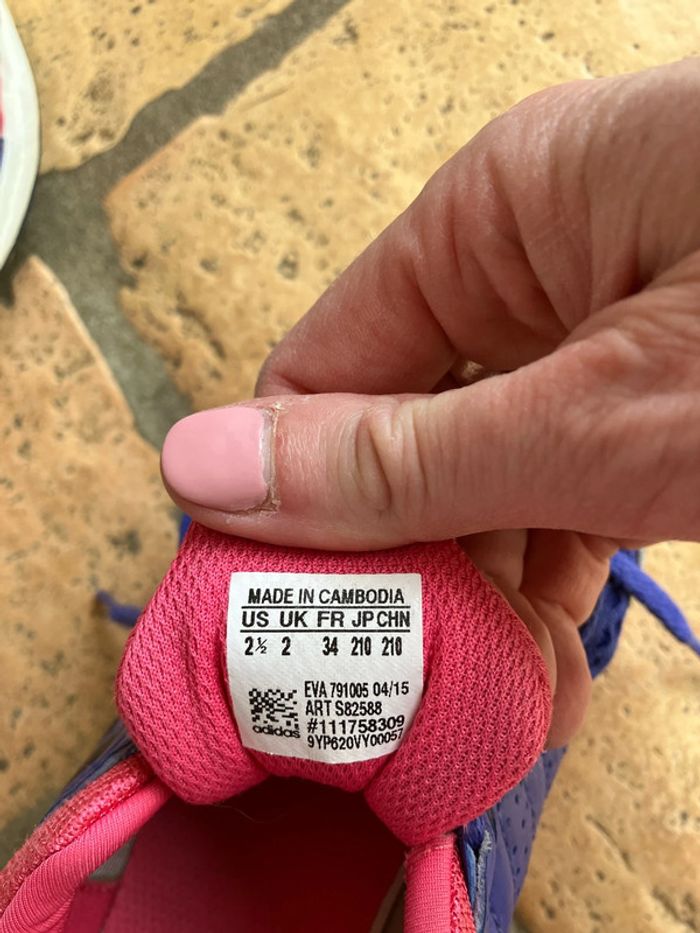 MADE IN CAMBODIA
US UK FR JP CHN
2½ 2 34 210 210
EVA 791005 04/15
ART S82588
#111758309
adidas 9YP620VY00057